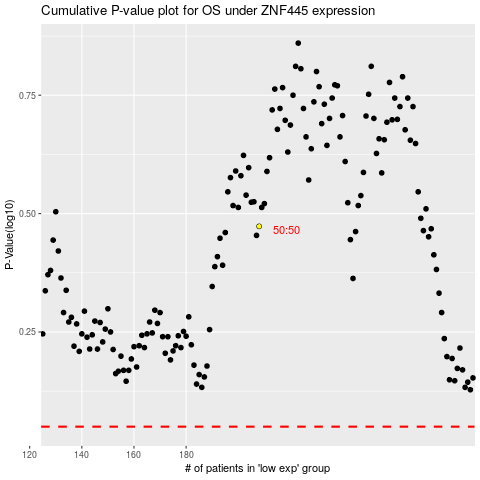 Cumulative P-value plot for OS under ZNF445 expression
P-Value(log10)
0.75
0.50
0.25
50:50
120
140
160
180
# of patients in 'low exp' group